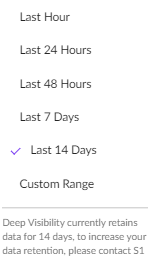 Last Hour
Last 24 Hours
Last 48 Hours
Last 7 Days
Last 14 Days
Custom Range
Deep Visibility currently retains
data for 14 days, to increase your
data retention, please contact S1